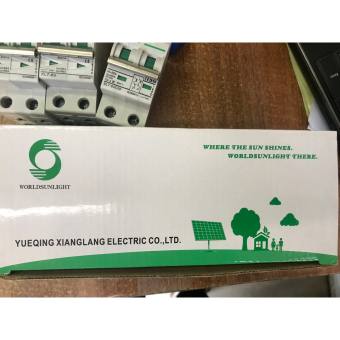 WHERE THE SUN SHINES.
WORLDSUNLIGHT THERE.
WORLDSUNLIGHT
YUEQING XIANGLANG ELECTRIC CO.,LTD.